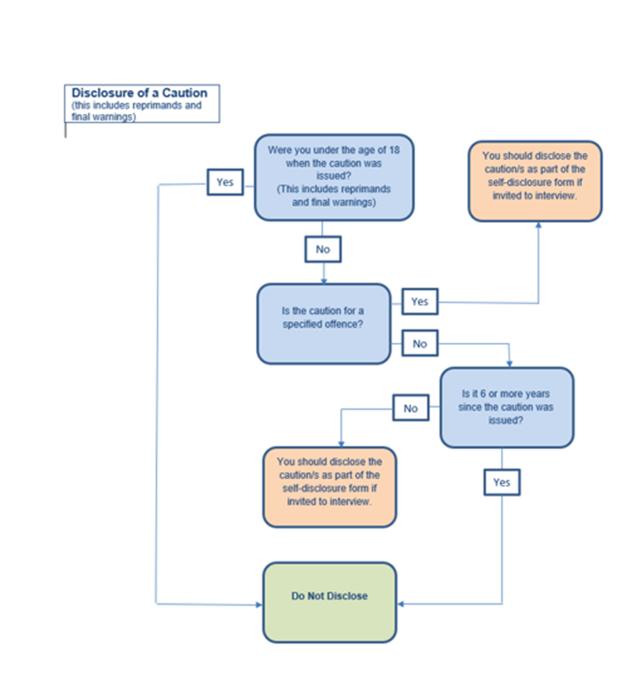 Disclosure of a Caution
(this includes reprimands and
final warnings)
Were you under the age of 18
when the caution was
issued?
(This includes reprimands
and final warnings)
You should disclose the
caution/s as part of the
self-disclosure form if
invited to interview.
Yes
No
Is the caution for a
specified offence?
Yes
No
Is it 6 or more years
since the caution was
issued?
No
You should disclose the
caution/s as part of the
self-disclosure form if
invited to interview.
Yes
Do Not Disclose